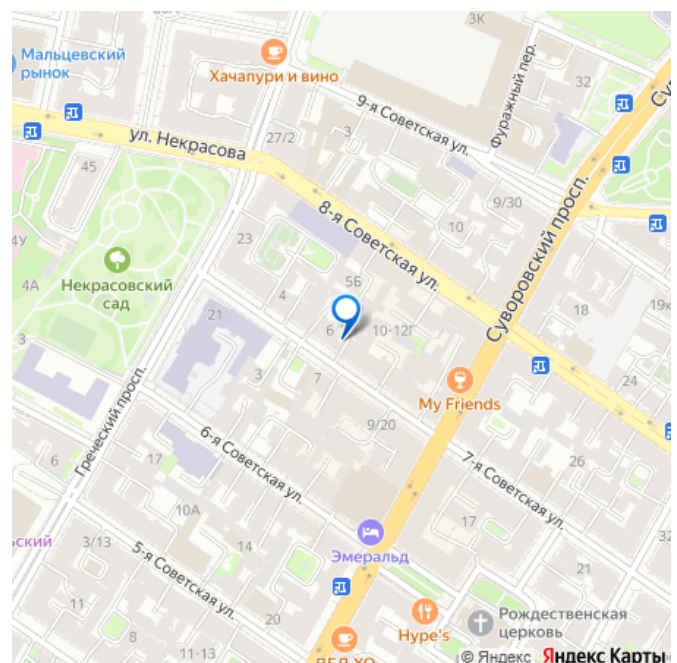 3К
Мальцевский
рынок
Хачапури и вино
32
Фуражный пер.
9-я Советская ул.
ул. Некрасова
27/2
3
45
9/30
8-я Советская ул.
10
Суворовский просп.
23
4У
4А
Некрасовский
сад
5Б
4
21
18
6
10-12Г
3
3
7
24
My Friends
Греческий просп.
9/20
6-я Советская ул.
7-я Советская ул.
6
17
26
10А
17
Эмеральд
3/13
14
21
5-я Советская ул.
11
8
20
Hype's
Рождественская
церковь
11-13
© Яндекс Яндекс Карты